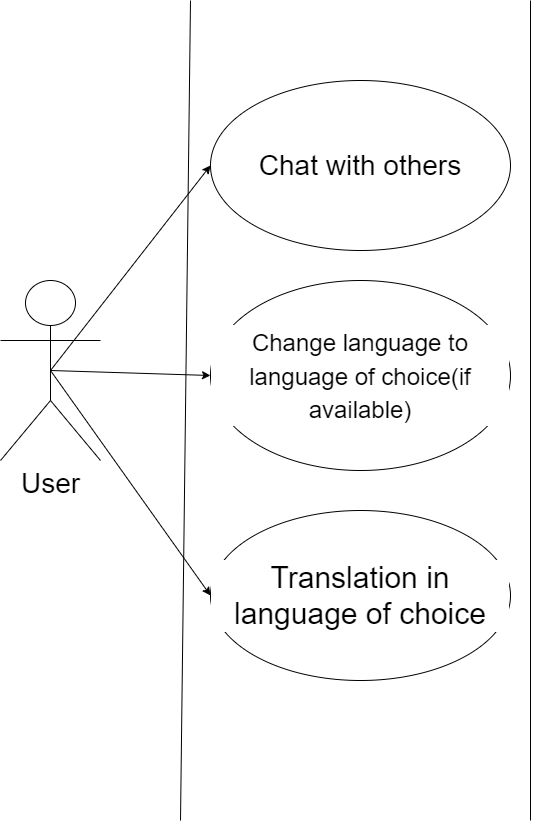 Chat with others
Change language to
language of choice(if
available)
User
Translation in
language of choice